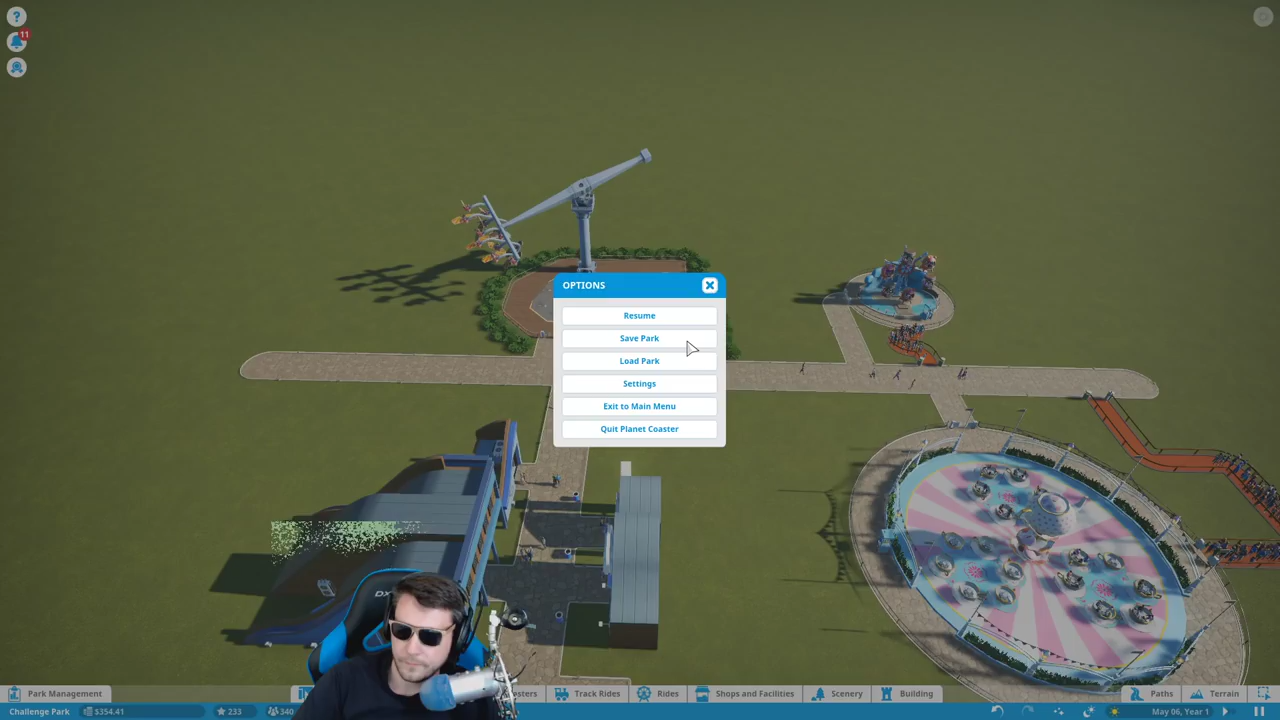 ?
11
OPTIONS
Resume
Save Park
Load Park
Settings
Exit to Main Menu
Quit Planet Coaster
DX
Park Management
sters
Track Rides
Rides
Shops and Facilities
Scenery
Building
Paths
Terrain
Challenge Park
$354.41
233
340
May 06, Year 1